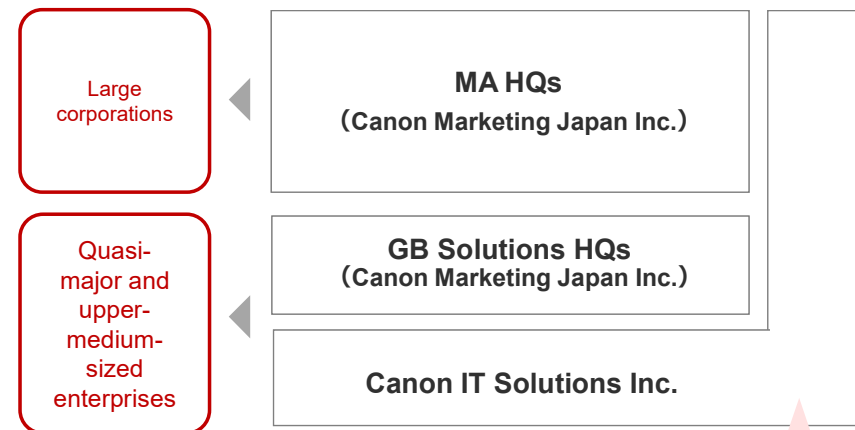 Large
corporations
MA HQs
（Canon Marketing Japan Inc.）
Quasi-
major and
upper-
medium-
sized
enterprises
GB Solutions HQs
（Canon Marketing Japan Inc.）
Canon IT Solutions Inc.